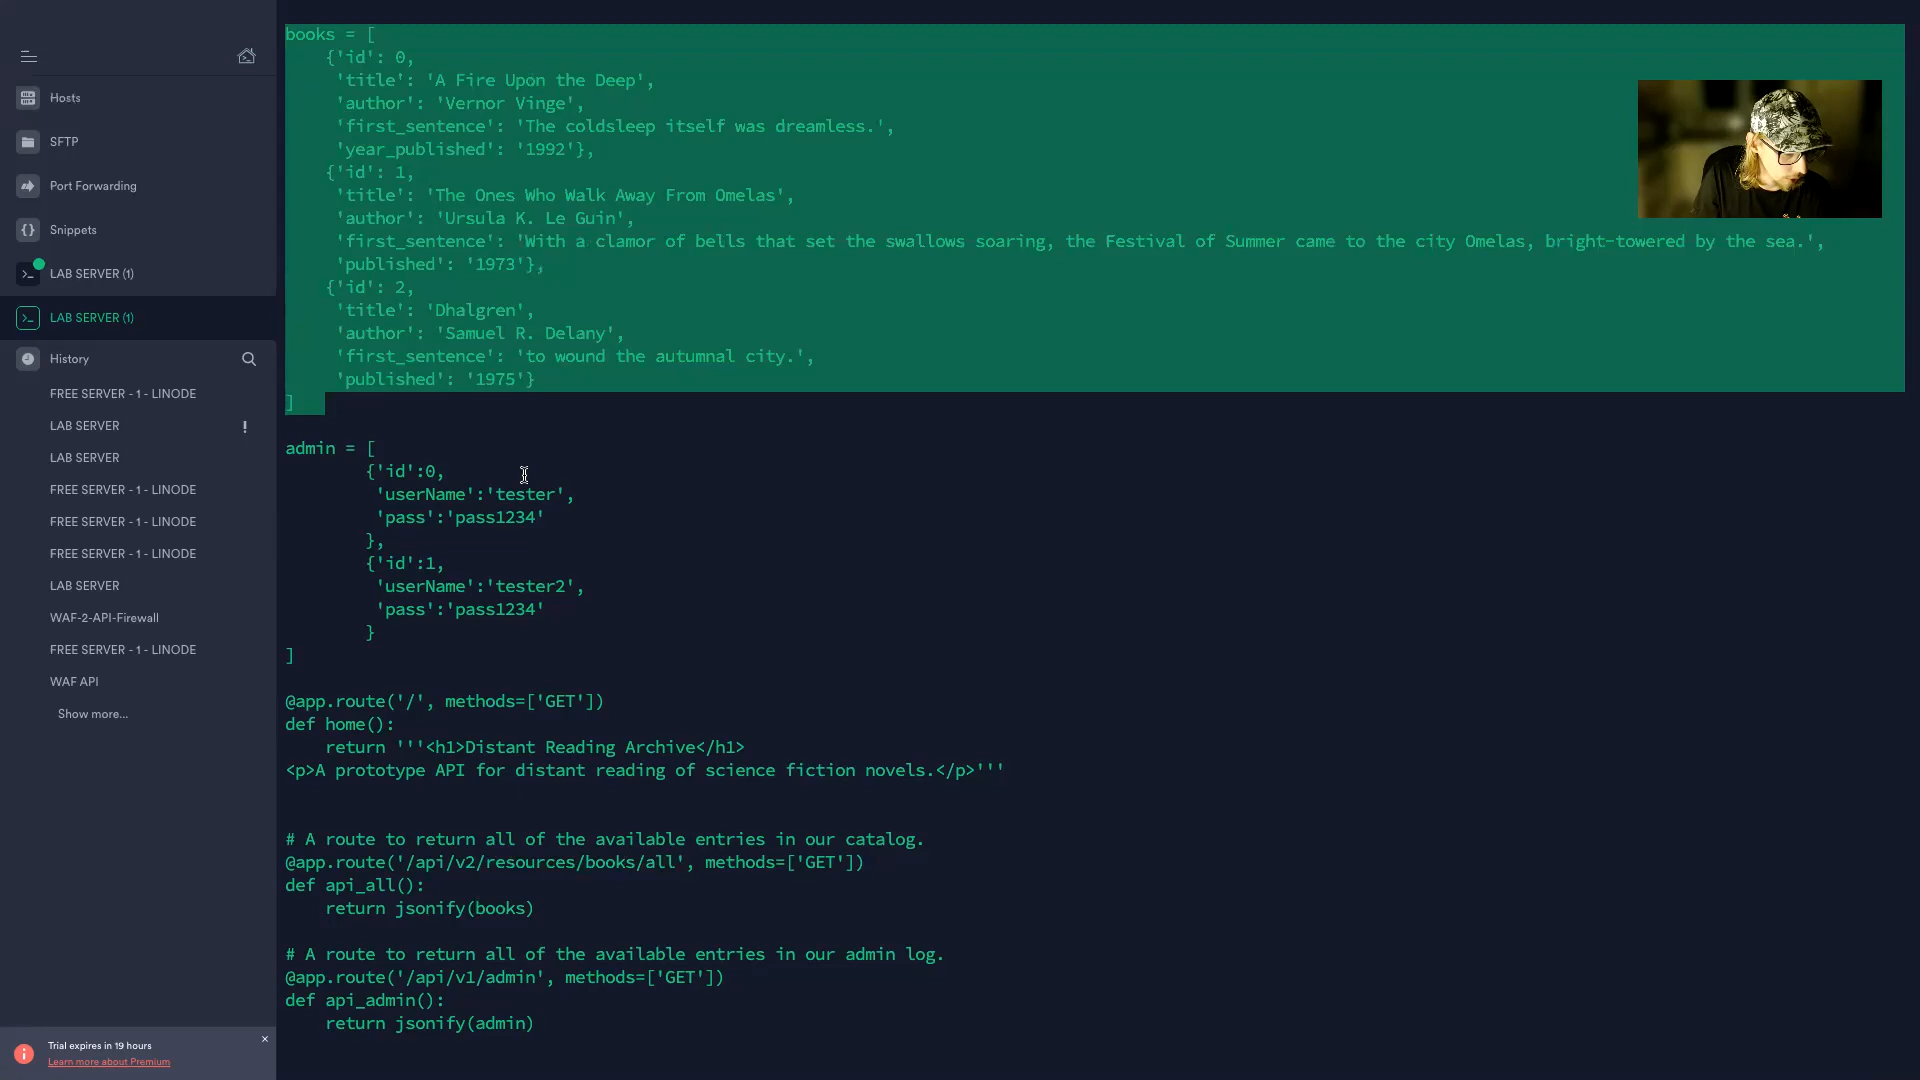 Hosts
SFTP
Port Forwarding
Snippets
LAB SERVER (1)
LAB SERVER (1)
History
FREE SERVER - 1 - LINODE
LAB SERVER
LAB SERVER
FREE SERVER - 1 - LINODE
FREE SERVER - 1 - LINODE
FREE SERVER - 1 - LINODE
LAB SERVER
WAF-2-API-Firewall
FREE SERVER - 1 - LINODE
WAF API
Show more...
Trial expires in 19 hours
Learn more about Premium
books = [
    {'id': 0,
     'title': 'A Fire Upon the Deep',
     'author': 'Vernor Vinge',
     'first_sentence': 'The coldsleep itself was dreamless.',
     'year_published': '1992'},
    {'id': 1,
     'title': 'The Ones Who Walk Away From Omelas',
     'author': 'Ursula K. Le Guin',
     'first_sentence': 'With a clamor of bells that set the swallows soaring, the Festival of Summer came to the city Omelas, bright-towered by the sea.',
     'published': '1973'},
    {'id': 2,
     'title': 'Dhalgren',
     'author': 'Samuel R. Delany',
     'first_sentence': 'to wound the autumnal city.',
     'published': '1975'}
]
admin = [
        {'id':0,
         'userName':'tester',
         'pass':'pass1234'
        },
        {'id':1,
         'userName':'tester2',
         'pass':'pass1234'
        }
]
@app.route('/', methods=['GET'])
def home():
    return '''<h1>Distant Reading Archive</h1>
<p>A prototype API for distant reading of science fiction novels.</p>'''
# A route to return all of the available entries in our catalog.
@app.route('/api/v2/resources/books/all', methods=['GET'])
def api_all():
    return jsonify(books)
# A route to return all of the available entries in our admin log.
@app.route('/api/v1/admin', methods=['GET'])
def api_admin():
    return jsonify(admin)